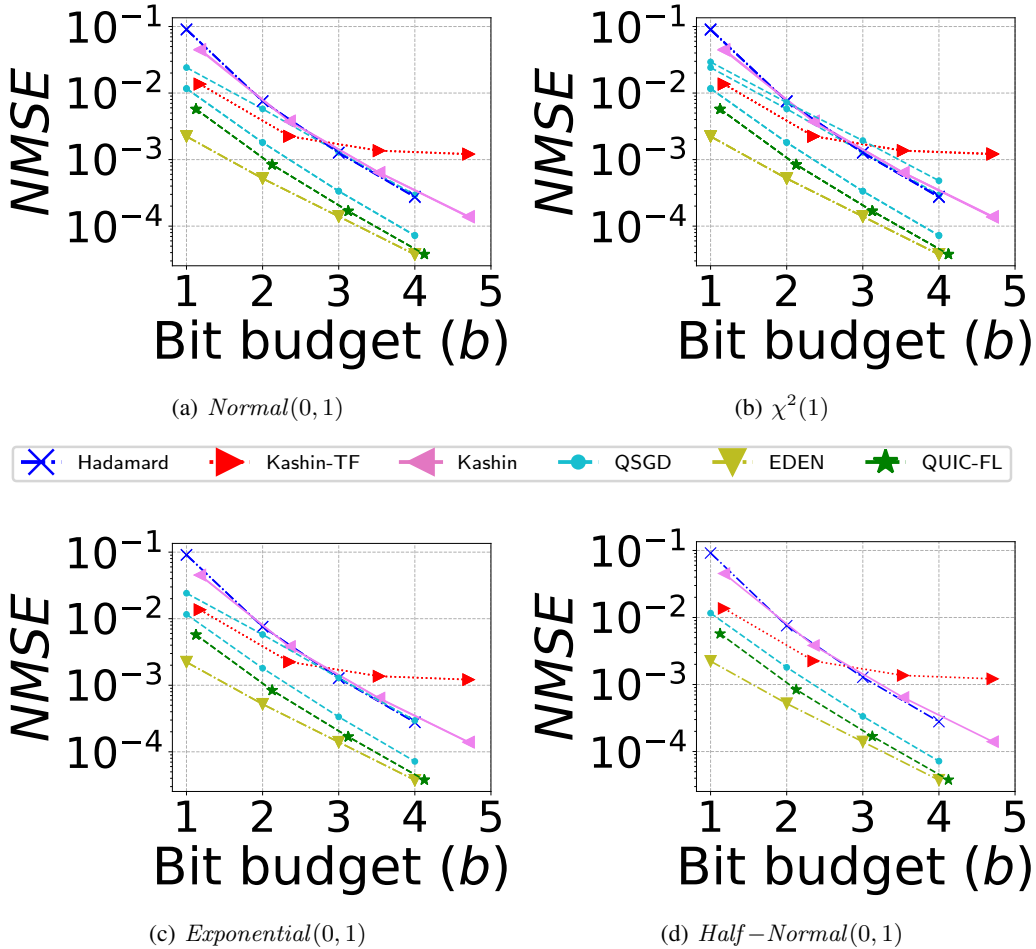 10⁻¹
10⁻²
10⁻³
10⁻⁴
NMSE
1 2 3 4 5
Bit budget (b)
(a) Normal(0, 1)
10⁻¹
10⁻²
10⁻³
10⁻⁴
NMSE
1 2 3 4 5
Bit budget (b)
(b) χ²(1)
Hadamard Kashin-TF Kashin QSGD EDEN QUIC-FL
10⁻¹
10⁻²
10⁻³
10⁻⁴
NMSE
1 2 3 4 5
Bit budget (b)
(c) Exponential(0, 1)
10⁻¹
10⁻²
10⁻³
10⁻⁴
NMSE
1 2 3 4 5
Bit budget (b)
(d) Half−Normal(0, 1)